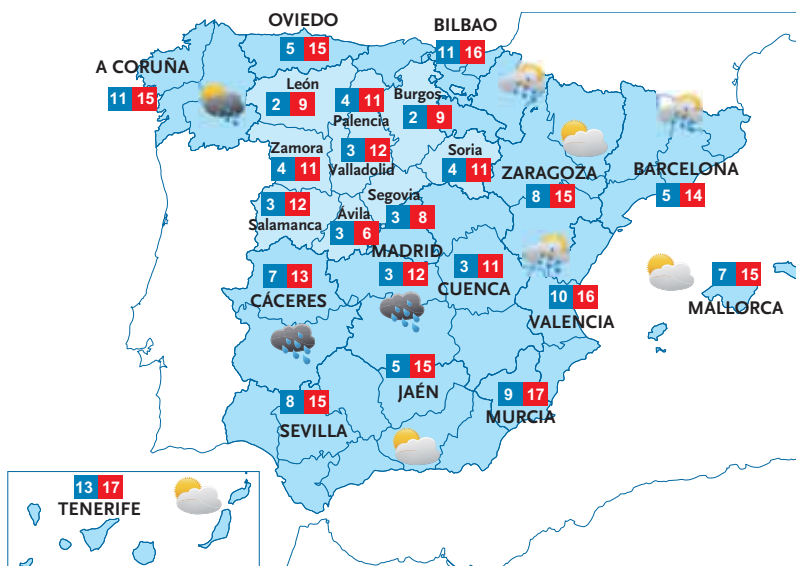 OVIEDO
5 15
BILBAO
11 16
A CORUÑA
11 15
León
2 9
4 11
Palencia
Burgos
2 9
Zamora
4 11
3 12
Valladolid
Soria
4 11
ZARAGOZA
8 15
BARCELONA
5 14
3 12
Salamanca
Ávila
3 6
Segovia
3 8
MADRID
3 12
3 11
CUENCA
7 13
CÁCERES
10 16
VALENCIA
7 15
MALLORCA
5 15
JAÉN
9 17
MURCIA
8 15
SEVILLA
13 17
TENERIFE